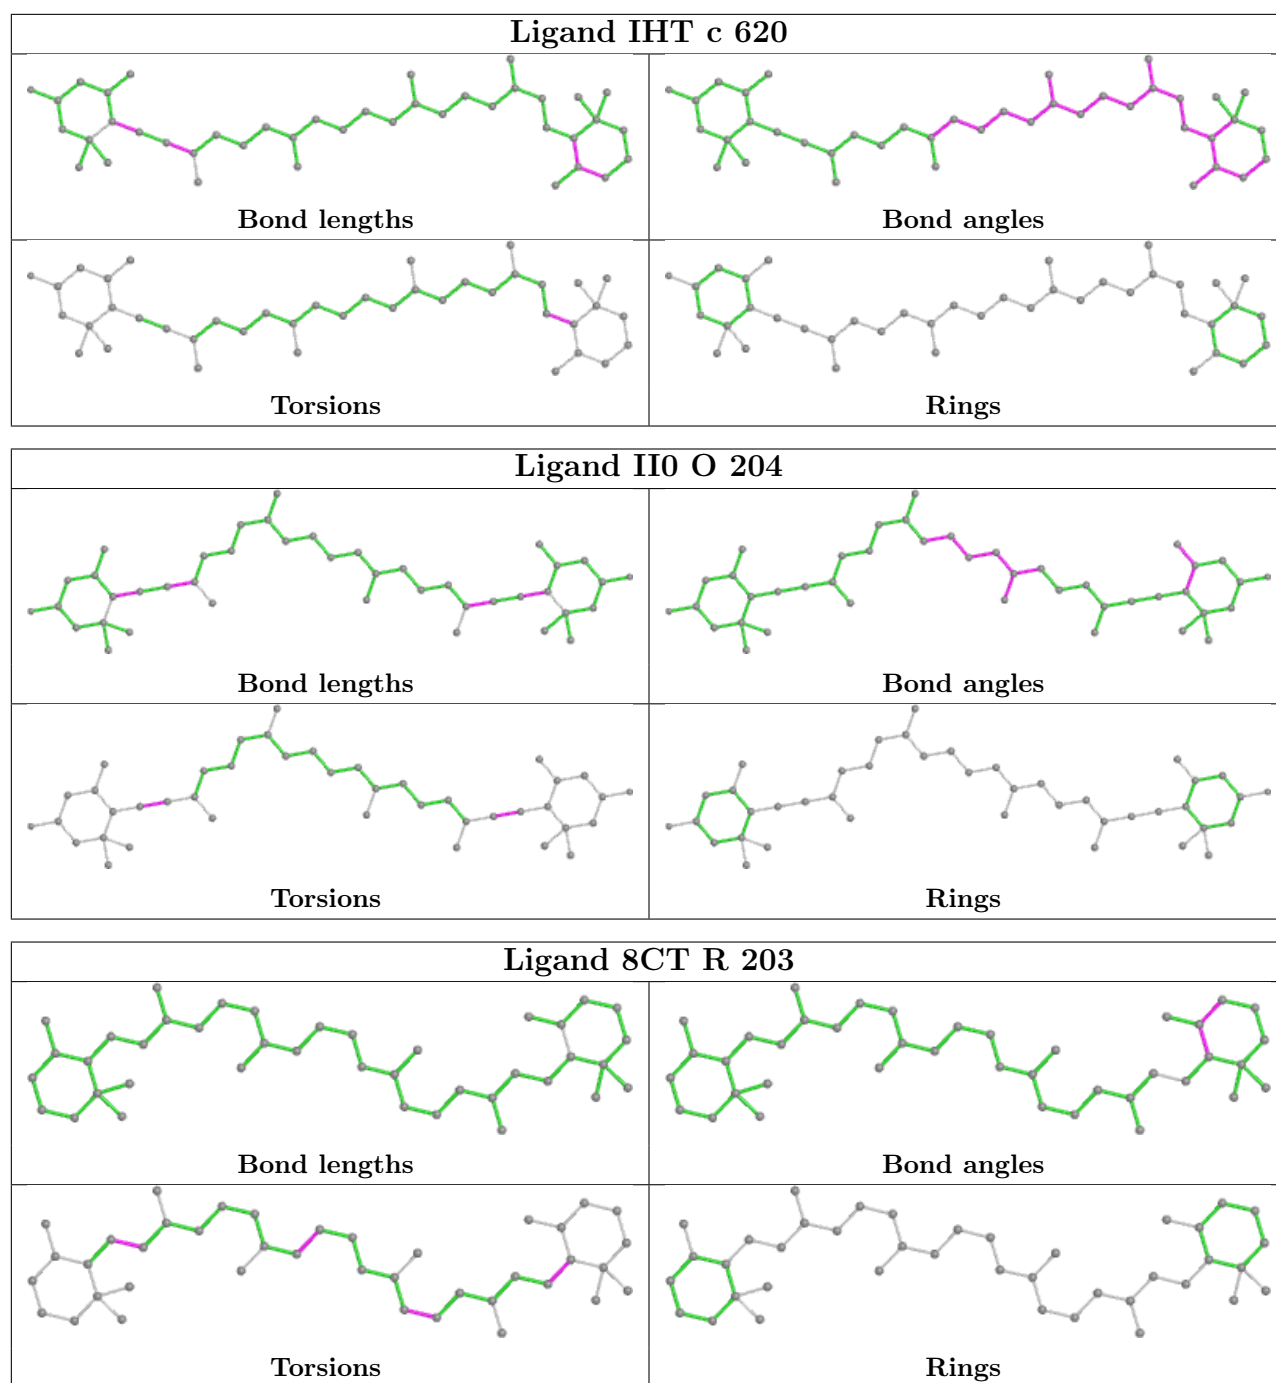 Ligand IHT c 620
Bond lengths
Bond angles
Torsions
Rings
Ligand II0 O 204
Bond lengths
Bond angles
Torsions
Rings
Ligand 8CT R 203
Bond lengths
Bond angles
Torsions
Rings